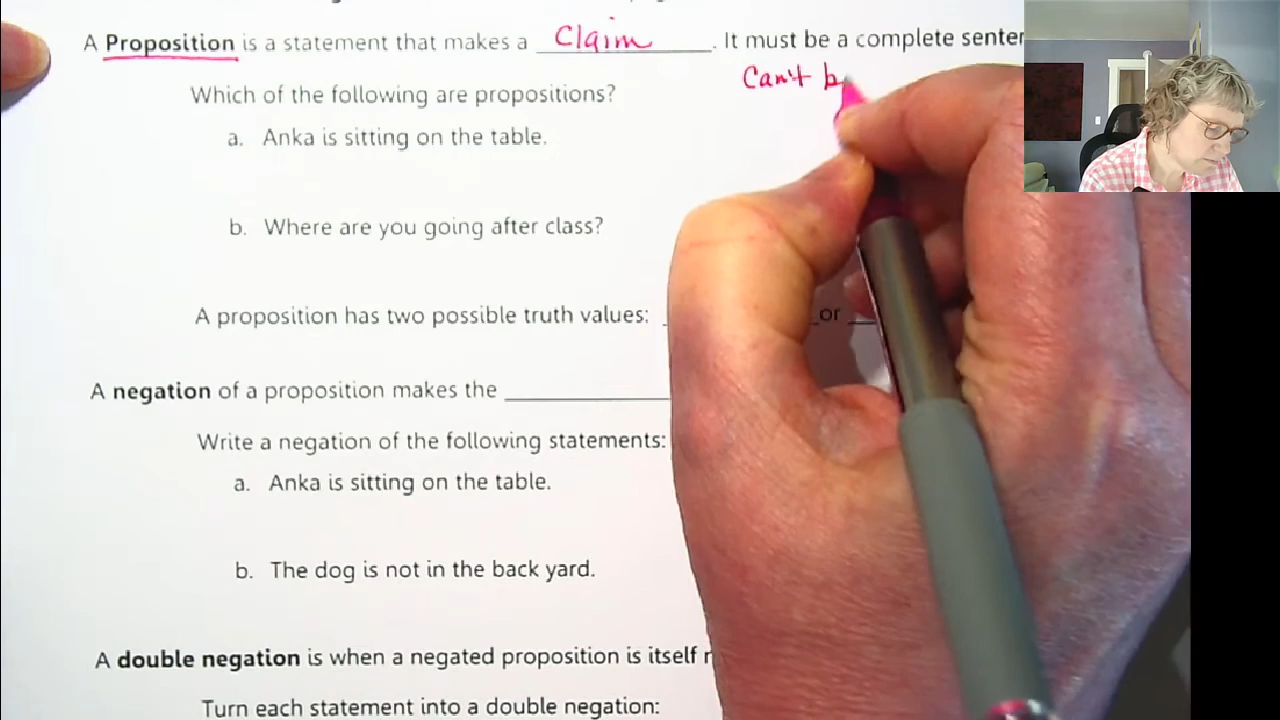 A Proposition is a statement that makes a Claim. It must be a complete
Can't
Which of the following are propositions?
a. Anka is sitting on the table.
b. Where are you going after class?
A proposition has two possible truth values: or
A negation of a proposition makes the
Write a negation of the following statements:
a. Anka is sitting on the table.
b. The dog is not in the back yard.
A double negation is when a negated proposition is itself
Turn each statement into a double negation: